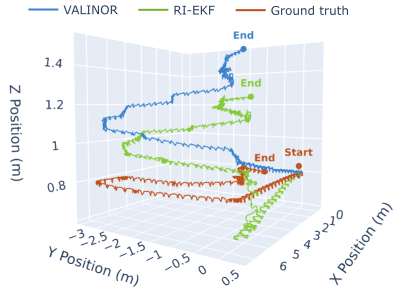 VALINOR RI-EKF Ground truth
End
End
End Start
1.4
1.2
1
0.8
Z Position (m)
−3
−2.5
−2
−1.5
−1
−0.5
0
0.5
Y Position (m)
6
5
4
3
2
1
0
X Position (m)